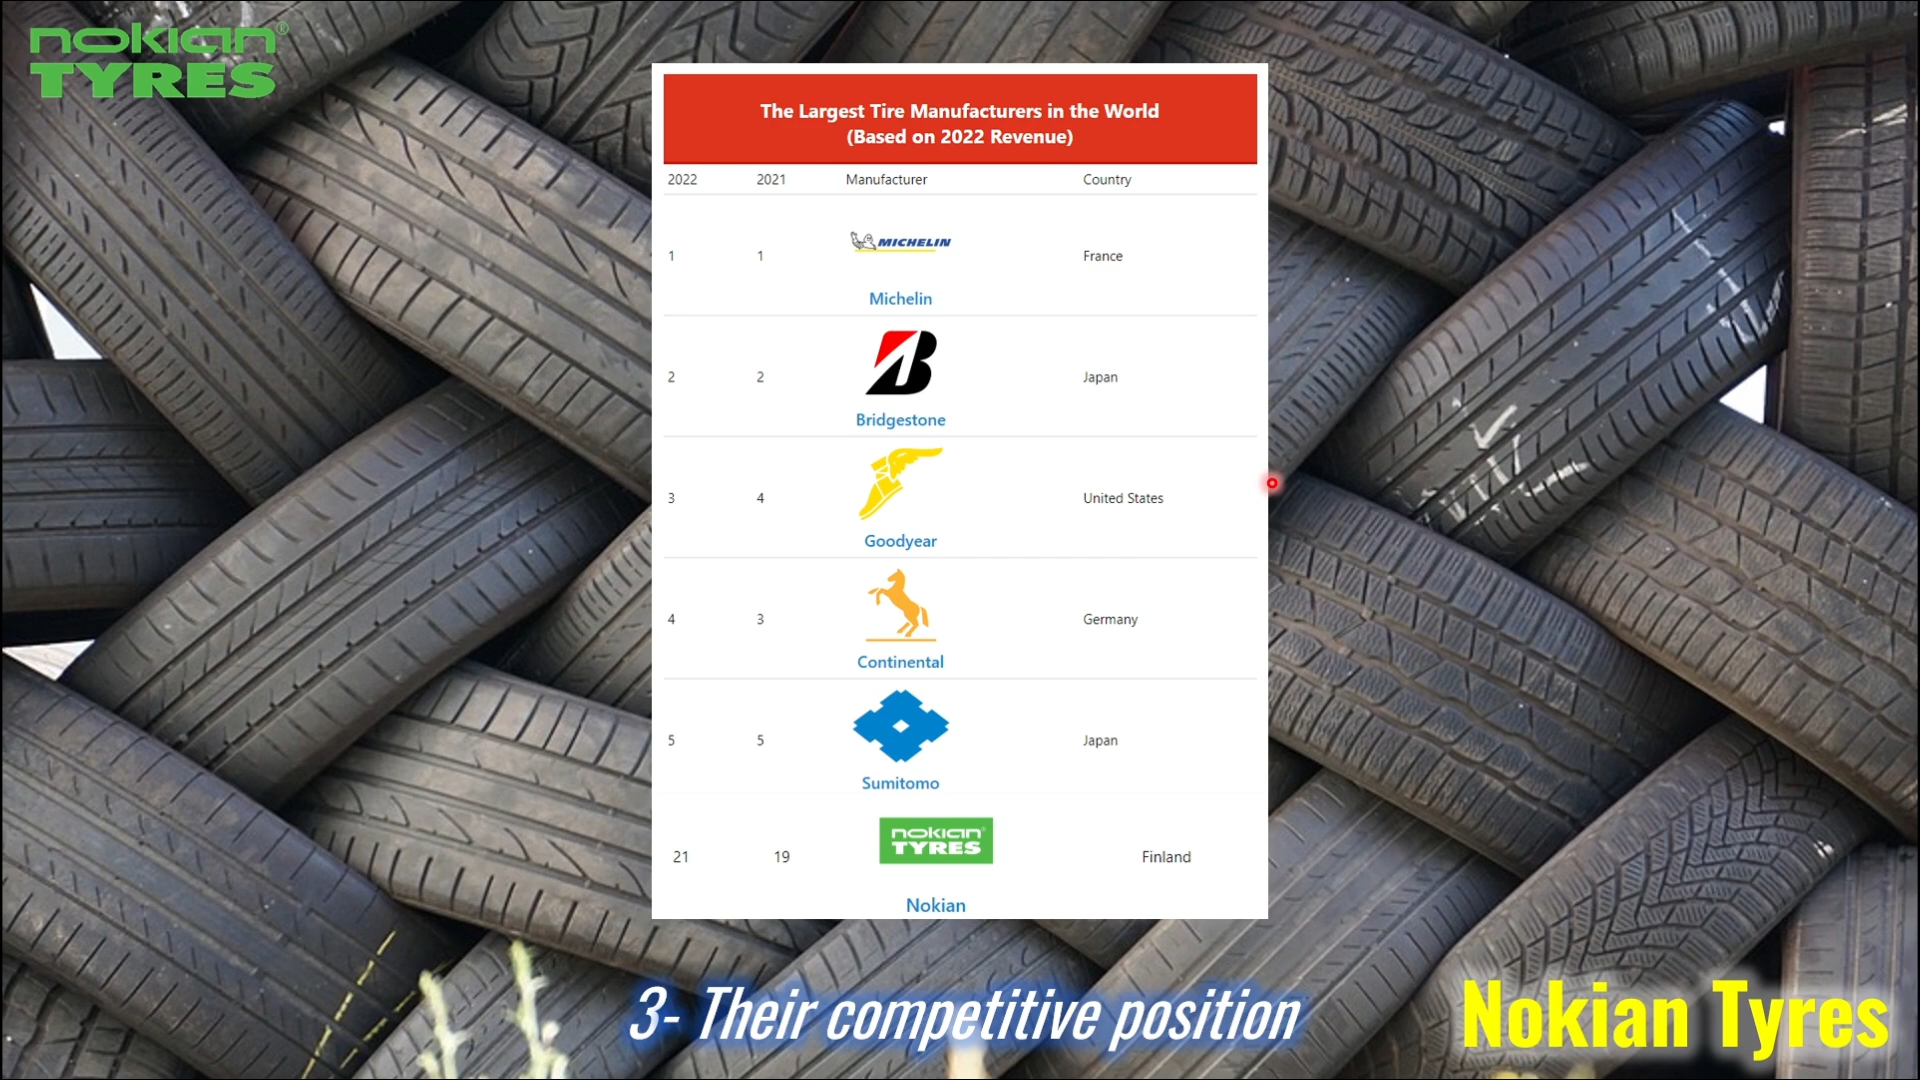 nokian®
TYRES
The Largest Tire Manufacturers in the World
(Based on 2022 Revenue)
2022 2021 Manufacturer Country
MICHELIN
1 1 France
Michelin
2 2 Japan
Bridgestone
3 4 United States
Goodyear
4 3 Germany
Continental
5 5 Japan
Sumitomo
nokian®
TYRES
21 19 Finland
Nokian
3- Their competitive position
Nokian Tyres